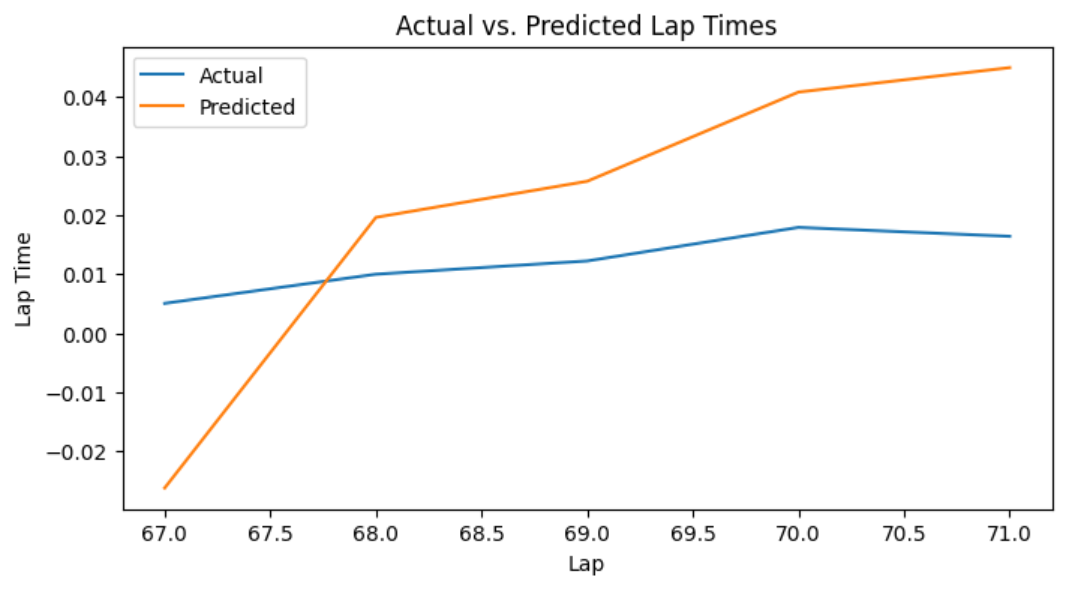 Actual vs. Predicted Lap Times
Actual
Predicted
Lap Time
0.04
0.03
0.02
0.01
0.00
−0.01
−0.02
67.0 67.5 68.0 68.5 69.0 69.5 70.0 70.5 71.0
Lap